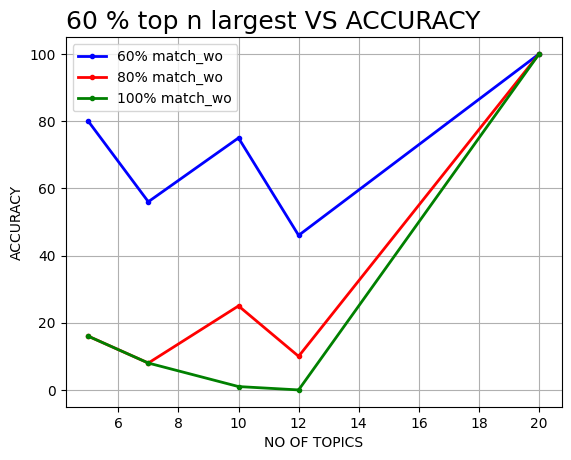 60 % top n largest VS ACCURACY
60% match_wo
80% match_wo
100% match_wo
100
80
60
40
20
0
ACCURACY
6 8 10 12 14 16 18 20
NO OF TOPICS